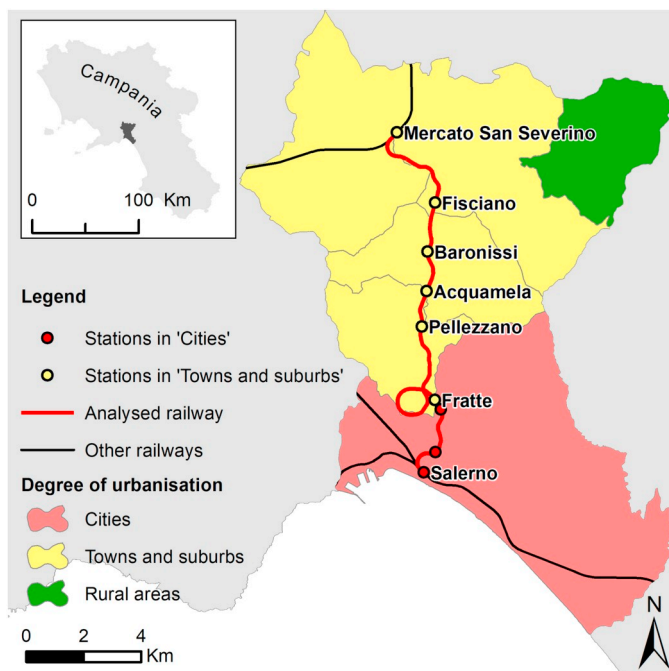 Campania
0 100 Km
Mercato San Severino
Fisciano
Baronissi
Acquamela
Pellezzano
Fratte
Salerno
Legend
Stations in 'Cities'
Stations in 'Towns and suburbs'
Analysed railway
Other railways
Degree of urbanisation
Cities
Towns and suburbs
Rural areas
0 2 4
Km
N